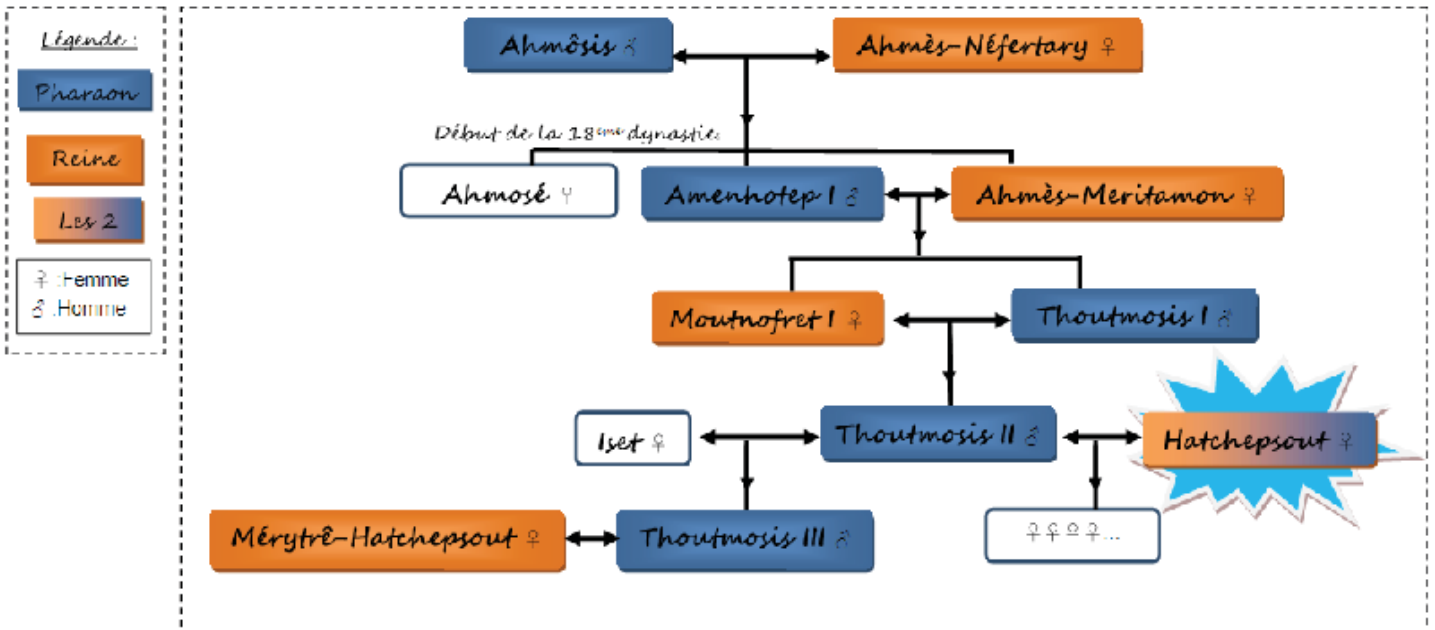 Légende :
Pharaon
Reine
Les 2
♀ :Femme
♂ :Homme
Ahmôsis ♂
Ahmès-Néfertary ♀
Début de la 18ème dynastie
Ahmosé ♀
Amenhotep I ♂
Ahmès-Meritamon ♀
Moutnofret I ♀
Thoutmosis I ♂
Iset ♀
Thoutmosis II ♂
Hatchepsout ♀
Mérytrê-Hatchepsout ♀
Thoutmosis III ♂
♀♀♀♀...